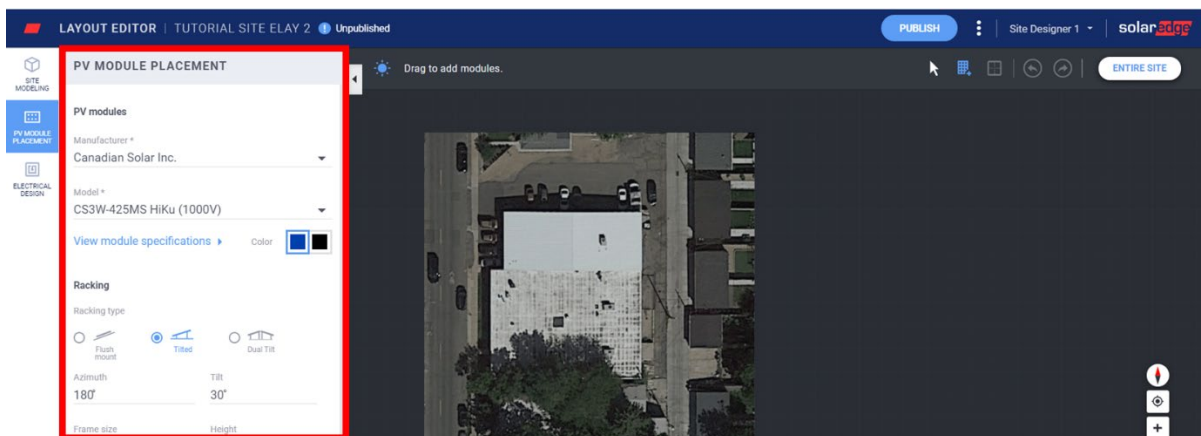 LAYOUT EDITOR | TUTORIAL SITE ELAY 2 Unpublished
PUBLISH
Site Designer 1
solaredge
SITE
MODELING
PV MODULE
PLACEMENT
ELECTRICAL
DESIGN
PV MODULE PLACEMENT
PV modules
Manufacturer *
Canadian Solar Inc.
Model *
CS3W-425MS HiKu (1000V)
View module specifications
Color
Racking
Racking type
Flush
mount
Tilted
Dual Tilt
Azimuth
Tilt
180°
30°
Frame size
Height
Drag to add modules.
ENTIRE SITE